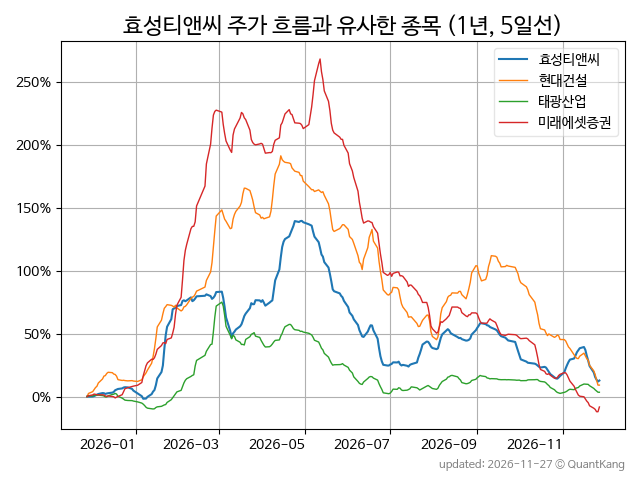 효성티앤씨 주가 흐름과 유사한 종목 (1년, 5일선)
효성티앤씨
현대건설
태광산업
미래에셋증권
250%
200%
150%
100%
50%
0%
2026-01 2026-03 2026-05 2026-07 2026-09 2026-11
updated: 2026-11-27 © QuantKang